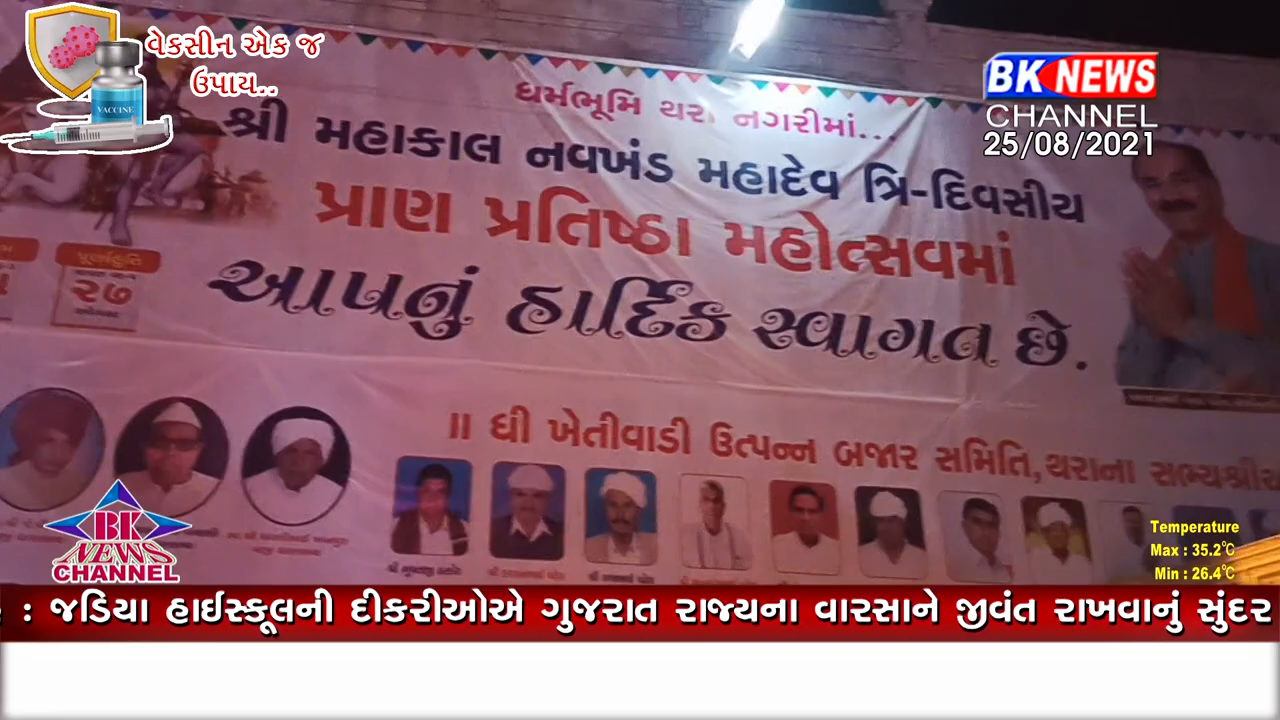 વેકસીન એક જ
ઉપાય..
VACCINE
BK NEWS
CHANNEL
25/08/2021
ધર્મભૂમિ થરા નગરીમાં...
શ્રી મહાકાલ નવખંડ મહાદેવ ત્રિ-દિવસીય
પ્રાણ પ્રતિષ્ઠા મહોત્સવમાં
આપનું હાર્દિક સ્વાગત છે.
પૂર્ણાહુતિ
૨૭
॥ ધી ખેતીવાડી ઉત્પન્ન બજાર સમિતિ, થરાના સભ્યશ્રીઓ
BK
NEWS
CHANNEL
Temperature
Max : 35.2℃
Min : 26.4℃
: જડિયા હાઈસ્કૂલની દીકરીઓએ ગુજરાત રાજ્યના વારસાને જીવંત રાખવાનું સુંદર